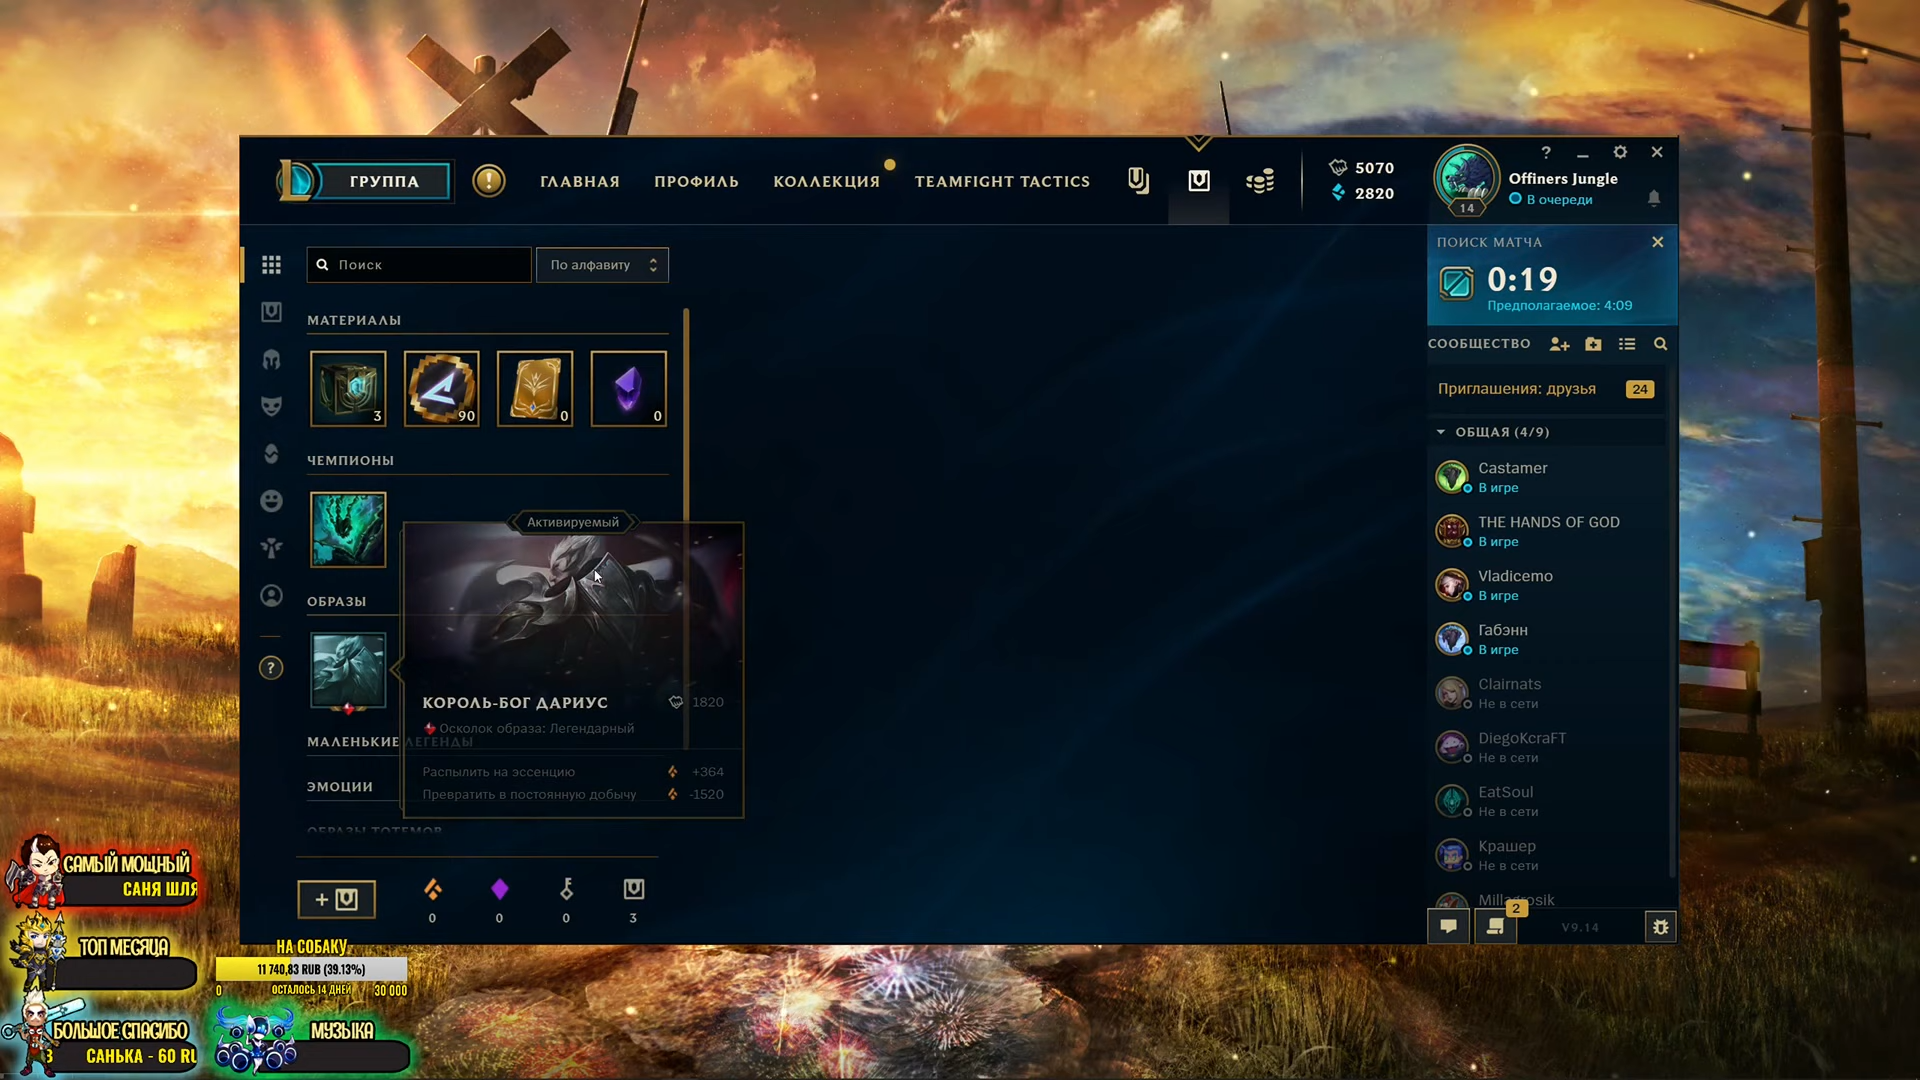 ГРУППА
ГЛАВНАЯ
ПРОФИЛЬ
КОЛЛЕКЦИЯ
TEAMFIGHT TACTICS
5070
2820
14
Offiners Jungle
В очереди
Поиск
По алфавиту
МАТЕРИАЛЫ
3
90
0
0
ЧЕМПИОНЫ
ОБРАЗЫ
Активируемый
КОРОЛЬ-БОГ ДАРИУС
1820
Осколок образа: Легендарный
Распылить на эссенцию
+364
Превратить в постоянную добычу
-1520
МАЛЕНЬКИЕ ЛЕГЕНДЫ
ЭМОЦИИ
ОБРАЗЫ ТОТЕМОВ
0
0
0
3
ПОИСК МАТЧА
0:19
Предполагаемое: 4:09
СООБЩЕСТВО
Приглашения: друзья
24
ОБЩАЯ (4/9)
Castamer
В игре
THE HANDS OF GOD
В игре
Vladicemo
В игре
Габэнн
В игре
Clairnats
Не в сети
DiegoKcraFT
Не в сети
EatSoul
Не в сети
Крашер
Не в сети
2
V9.14
САМЫЙ МОЩНЫЙ
САНЯ ШЛЯ
ТОП МЕСЯЦА
НА СОБАКУ
11 740,83 RUB (39.13%)
0
ОСТАЛОСЬ 14 ДНЕЙ
30 000
БОЛЬШОЕ СПАСИБО
САНЬКА - 60 RU
МУЗЫКА